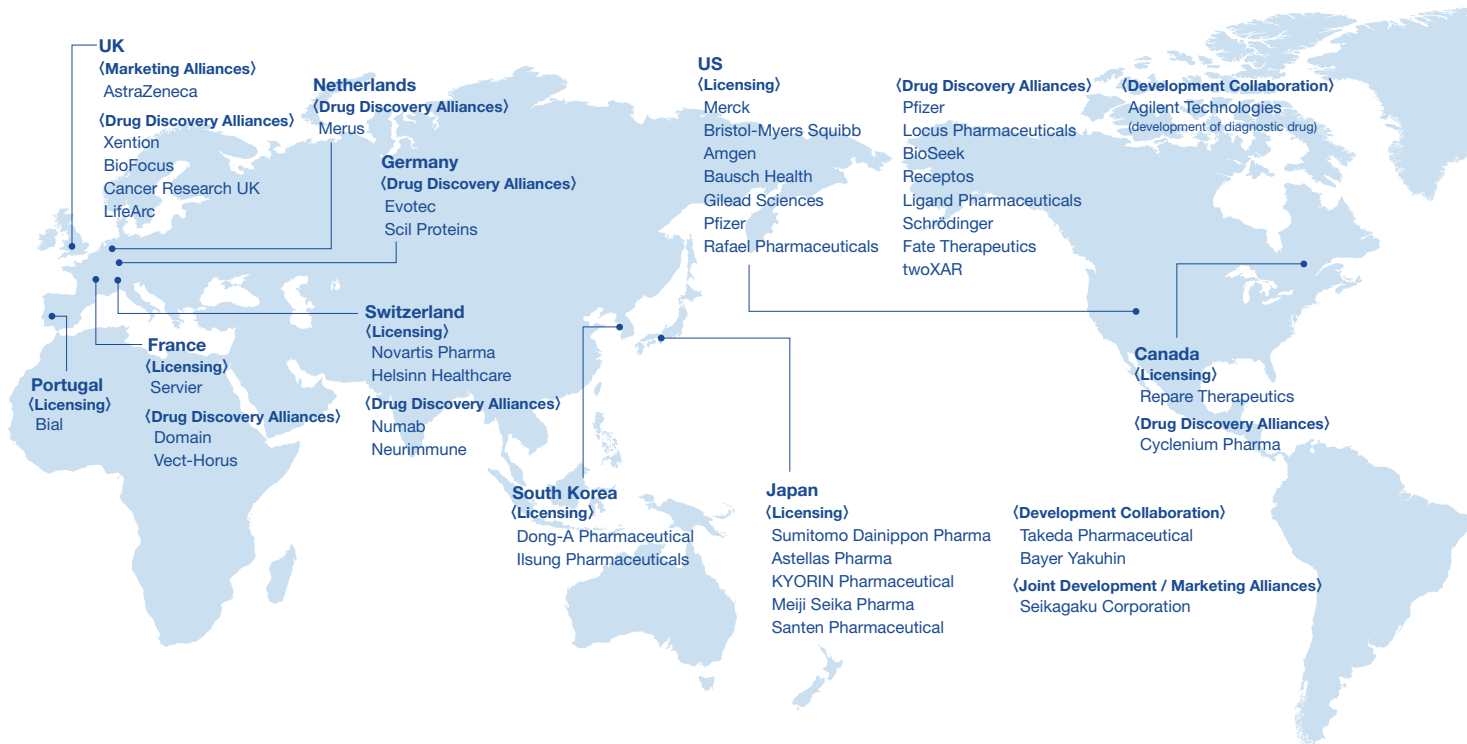 UK
〈Marketing Alliances〉
AstraZeneca
〈Drug Discovery Alliances〉
Xention
BioFocus
Cancer Research UK
LifeArc
Netherlands
〈Drug Discovery Alliances〉
Merus
Germany
〈Drug Discovery Alliances〉
Evotec
Scil Proteins
Switzerland
〈Licensing〉
Novartis Pharma
Helsinn Healthcare
〈Drug Discovery Alliances〉
Numab
Neurimmune
France
〈Licensing〉
Servier
〈Drug Discovery Alliances〉
Domain
Vect-Horus
Portugal
〈Licensing〉
Bial
US
〈Licensing〉
Merck
Bristol-Myers Squibb
Amgen
Bausch Health
Gilead Sciences
Pfizer
Rafael Pharmaceuticals
〈Drug Discovery Alliances〉
Pfizer
Locus Pharmaceuticals
BioSeek
Receptos
Ligand Pharmaceuticals
Schrödinger
Fate Therapeutics
twoXAR
〈Development Collaboration〉
Agilent Technologies
(development of diagnostic drug)
Canada
〈Licensing〉
Repare Therapeutics
〈Drug Discovery Alliances〉
Cyclenium Pharma
South Korea
〈Licensing〉
Dong-A Pharmaceutical
Ilsung Pharmaceuticals
Japan
〈Licensing〉
Sumitomo Dainippon Pharma
Astellas Pharma
KYORIN Pharmaceutical
Meiji Seika Pharma
Santen Pharmaceutical
〈Development Collaboration〉
Takeda Pharmaceutical
Bayer Yakuhin
〈Joint Development / Marketing Alliances〉
Seikagaku Corporation